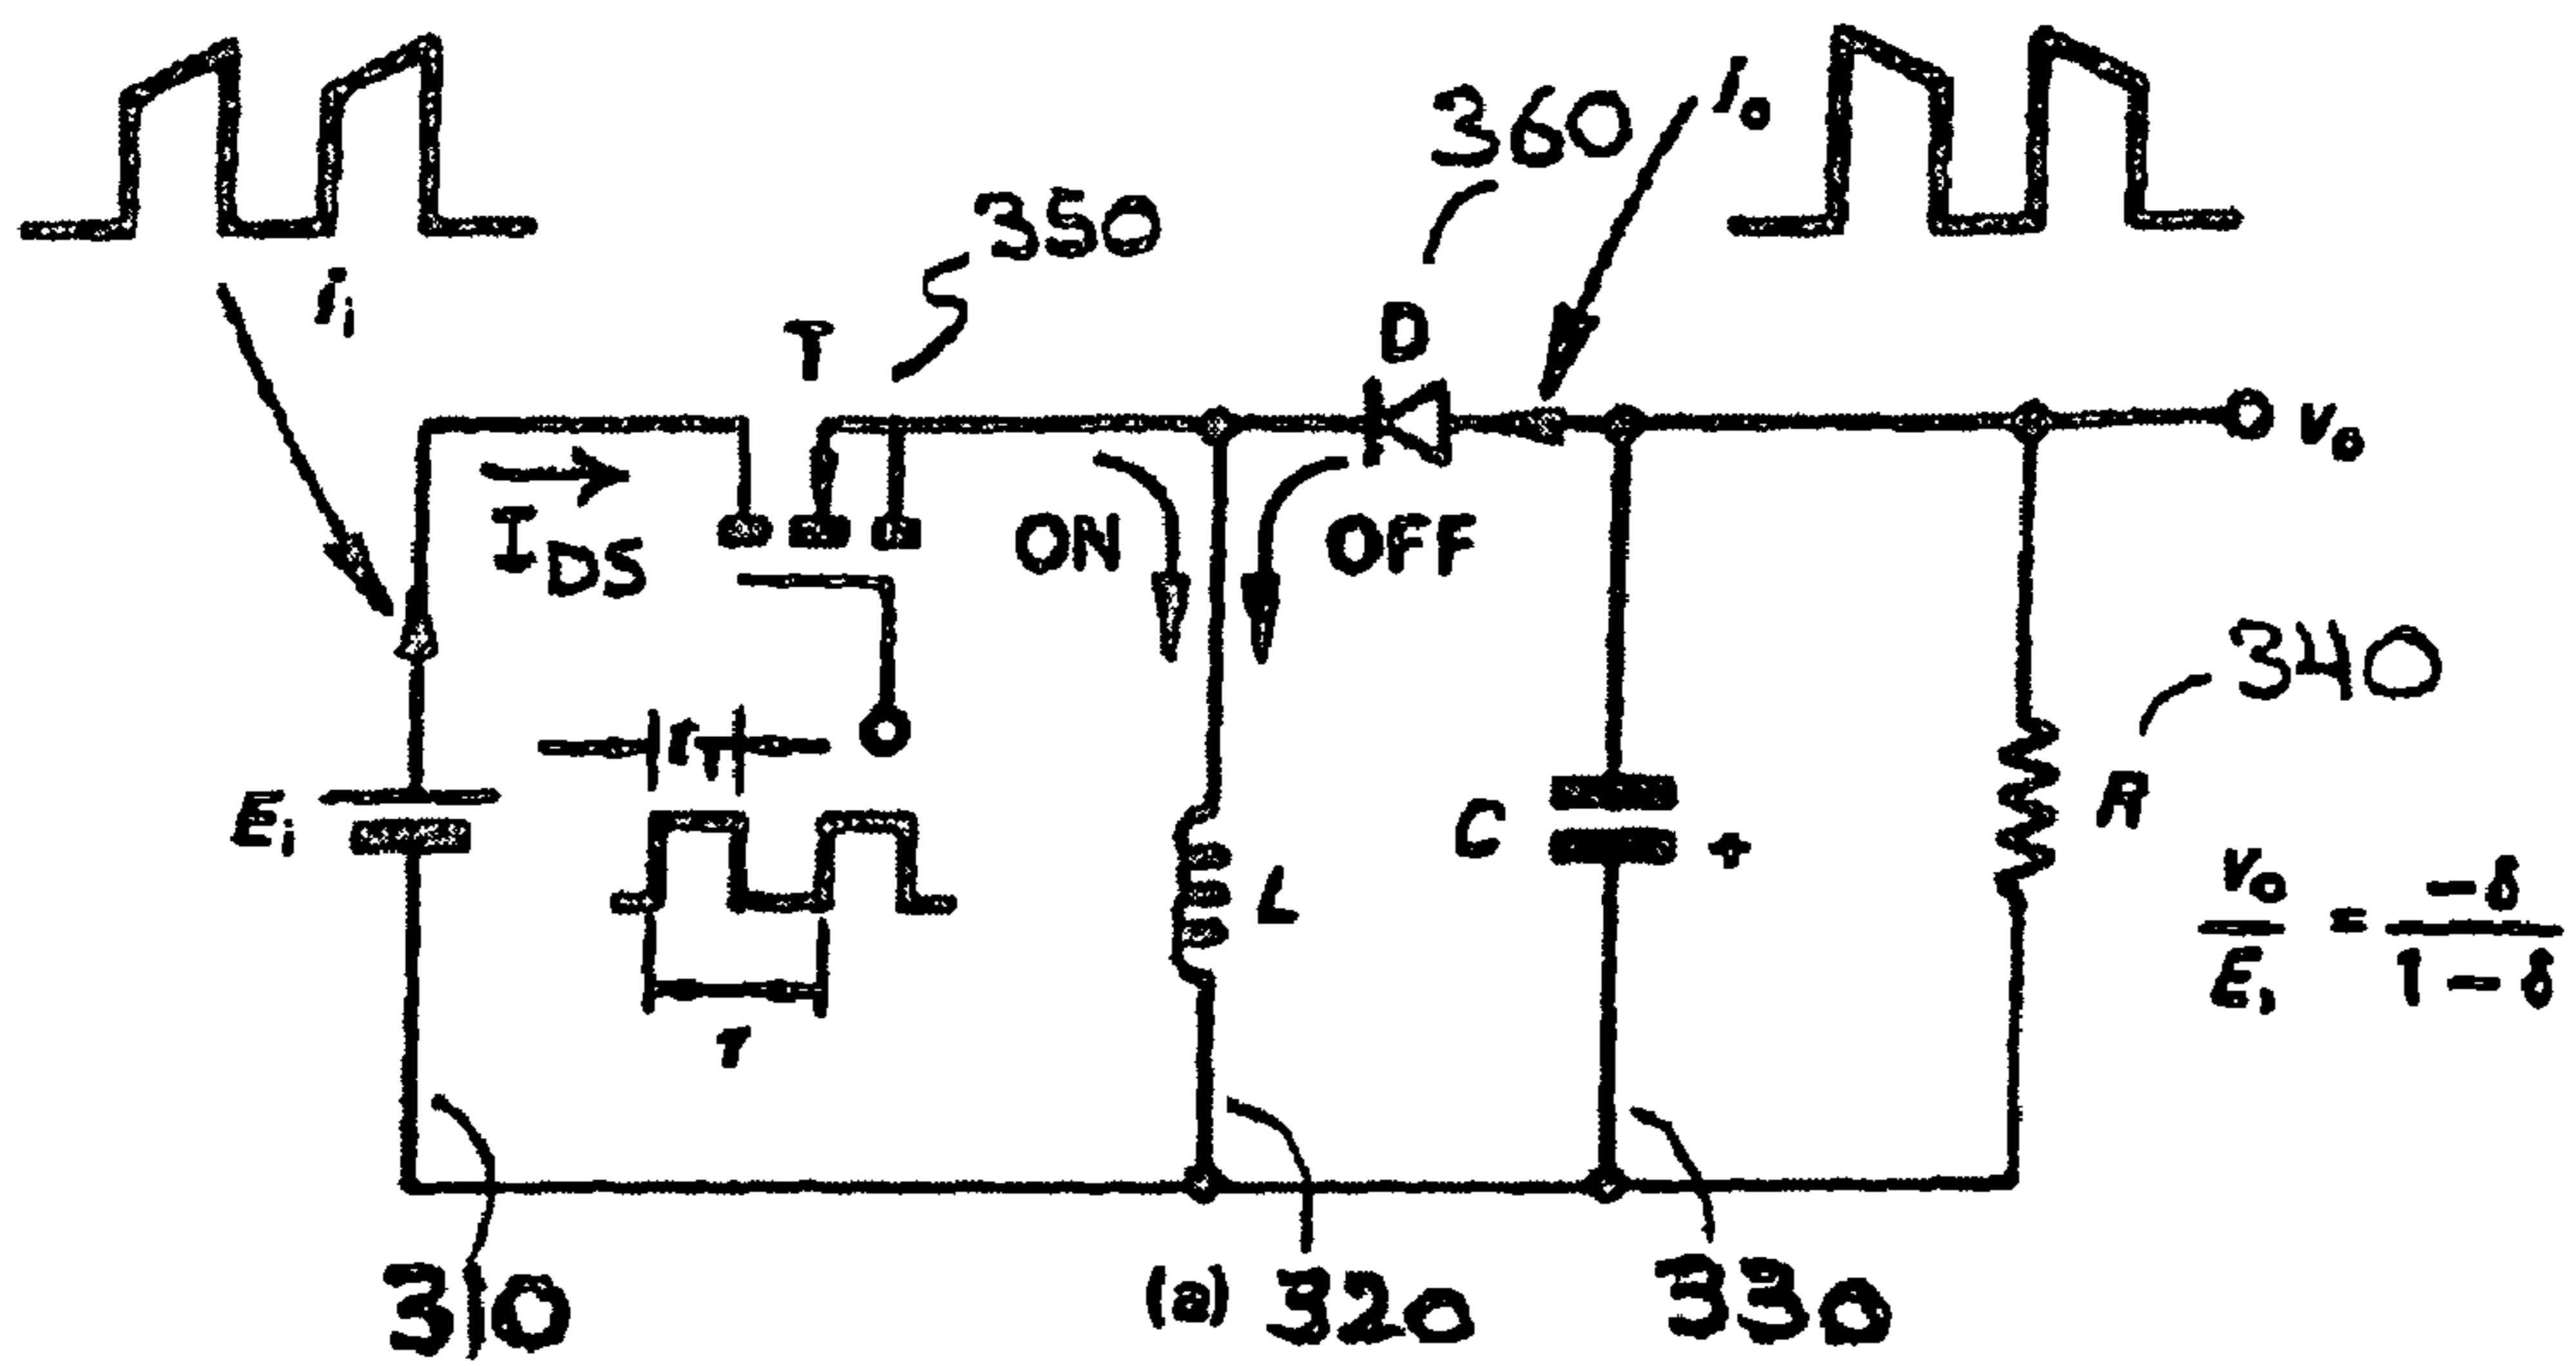 i_i
350
T
360
D
i_o
v_o
I_DS
ON
OFF
340
E_i
t_T
τ
L
C
+
R
v_o/E_i = -δ/1-δ
310
(a)
320
330